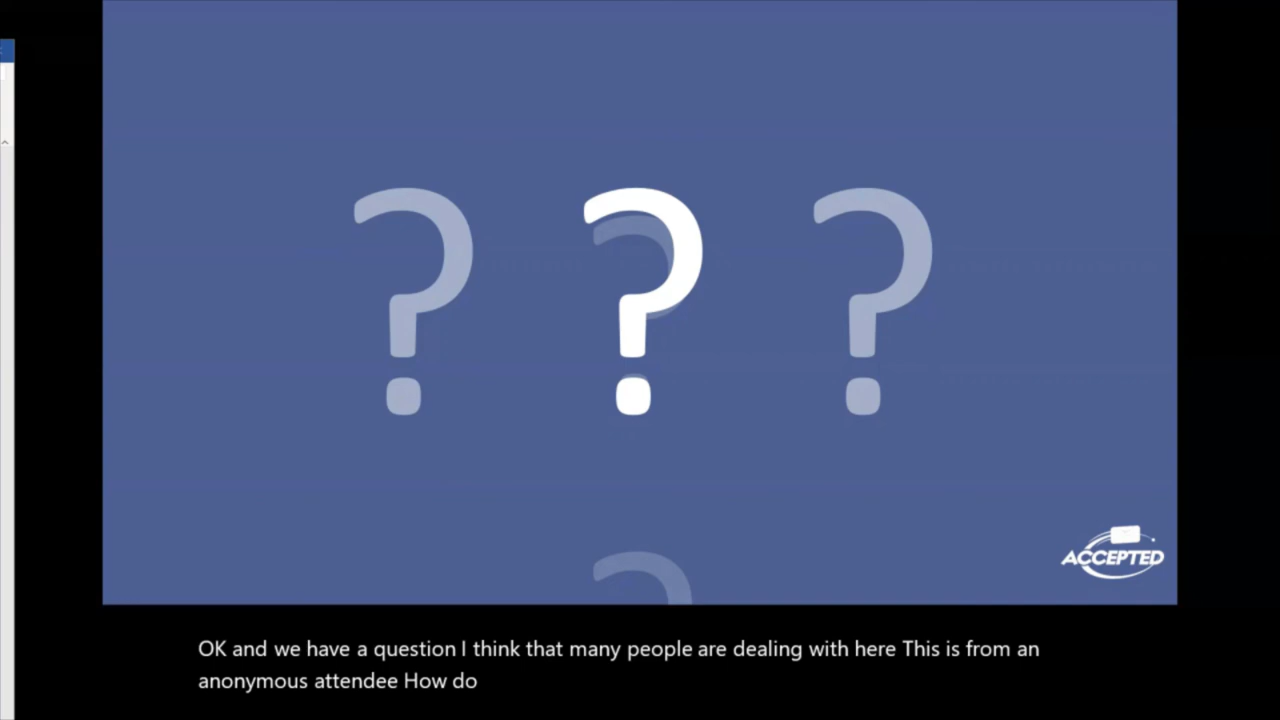 ? ? ?
?
ACCEPTED
OK and we have a question I think that many people are dealing with here This is from an
anonymous attendee How do